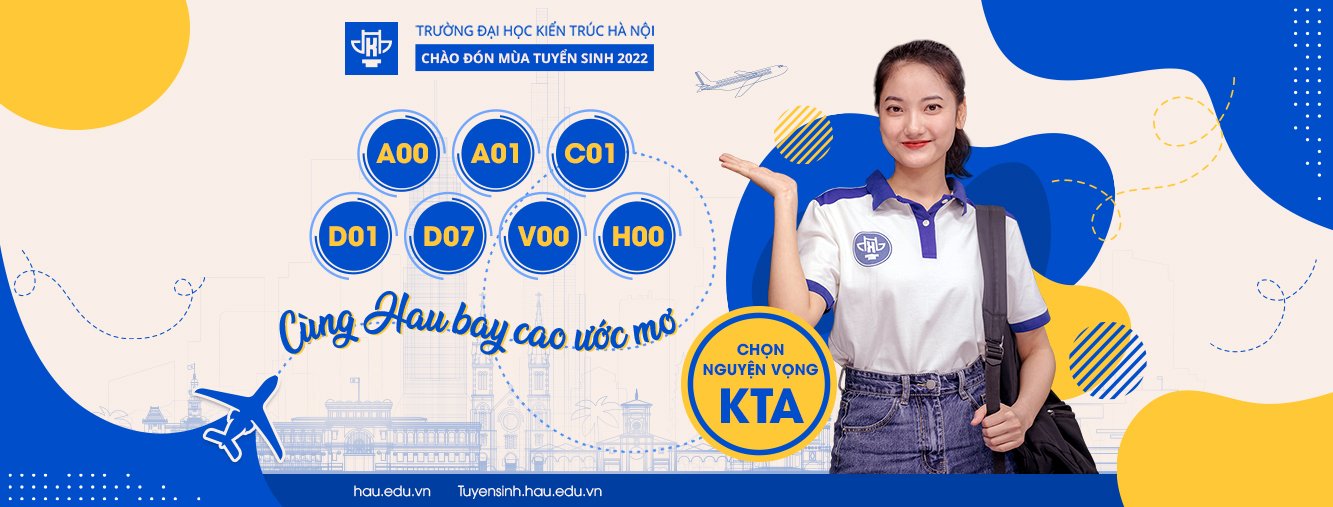 TRƯỜNG ĐẠI HỌC KIẾN TRÚC HÀ NỘI
CHÀO ĐÓN MÙA TUYỂN SINH 2022
A00 A01 C01
D01 D07 V00 H00
Cùng Hau bay cao ước mơ
CHỌN
NGUYỆN VỌNG
KTA
hau.edu.vn Tuyensinh.hau.edu.vn